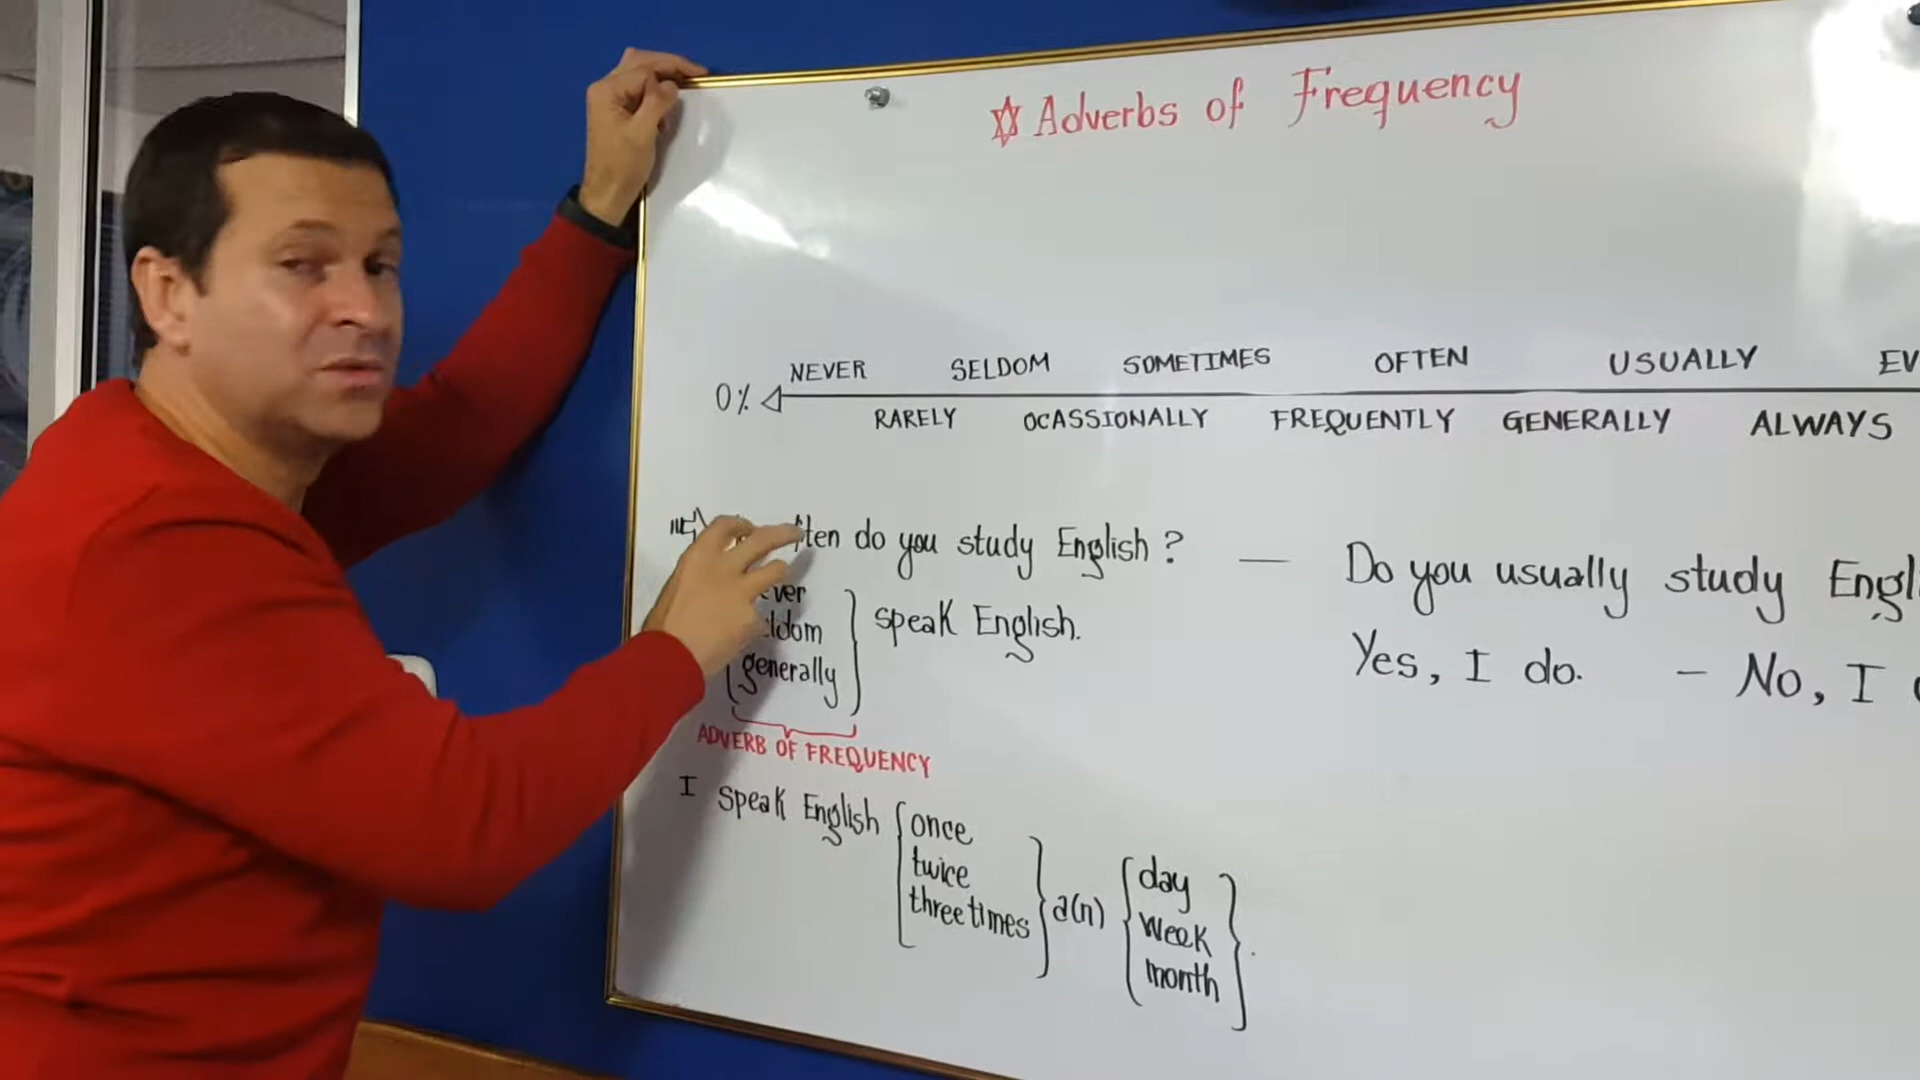 ☆ Adverbs of Frequency
NEVER SELDOM SOMETIMES OFTEN USUALLY EV
0%
RARELY OCASSIONALLY FREQUENTLY GENERALLY ALWAYS
do you study English?
speak English.
generally
ADVERB OF FREQUENCY
I speak English once twice three times a(n) day week month.
— Do you usually study Engl
Yes, I do. - No, I